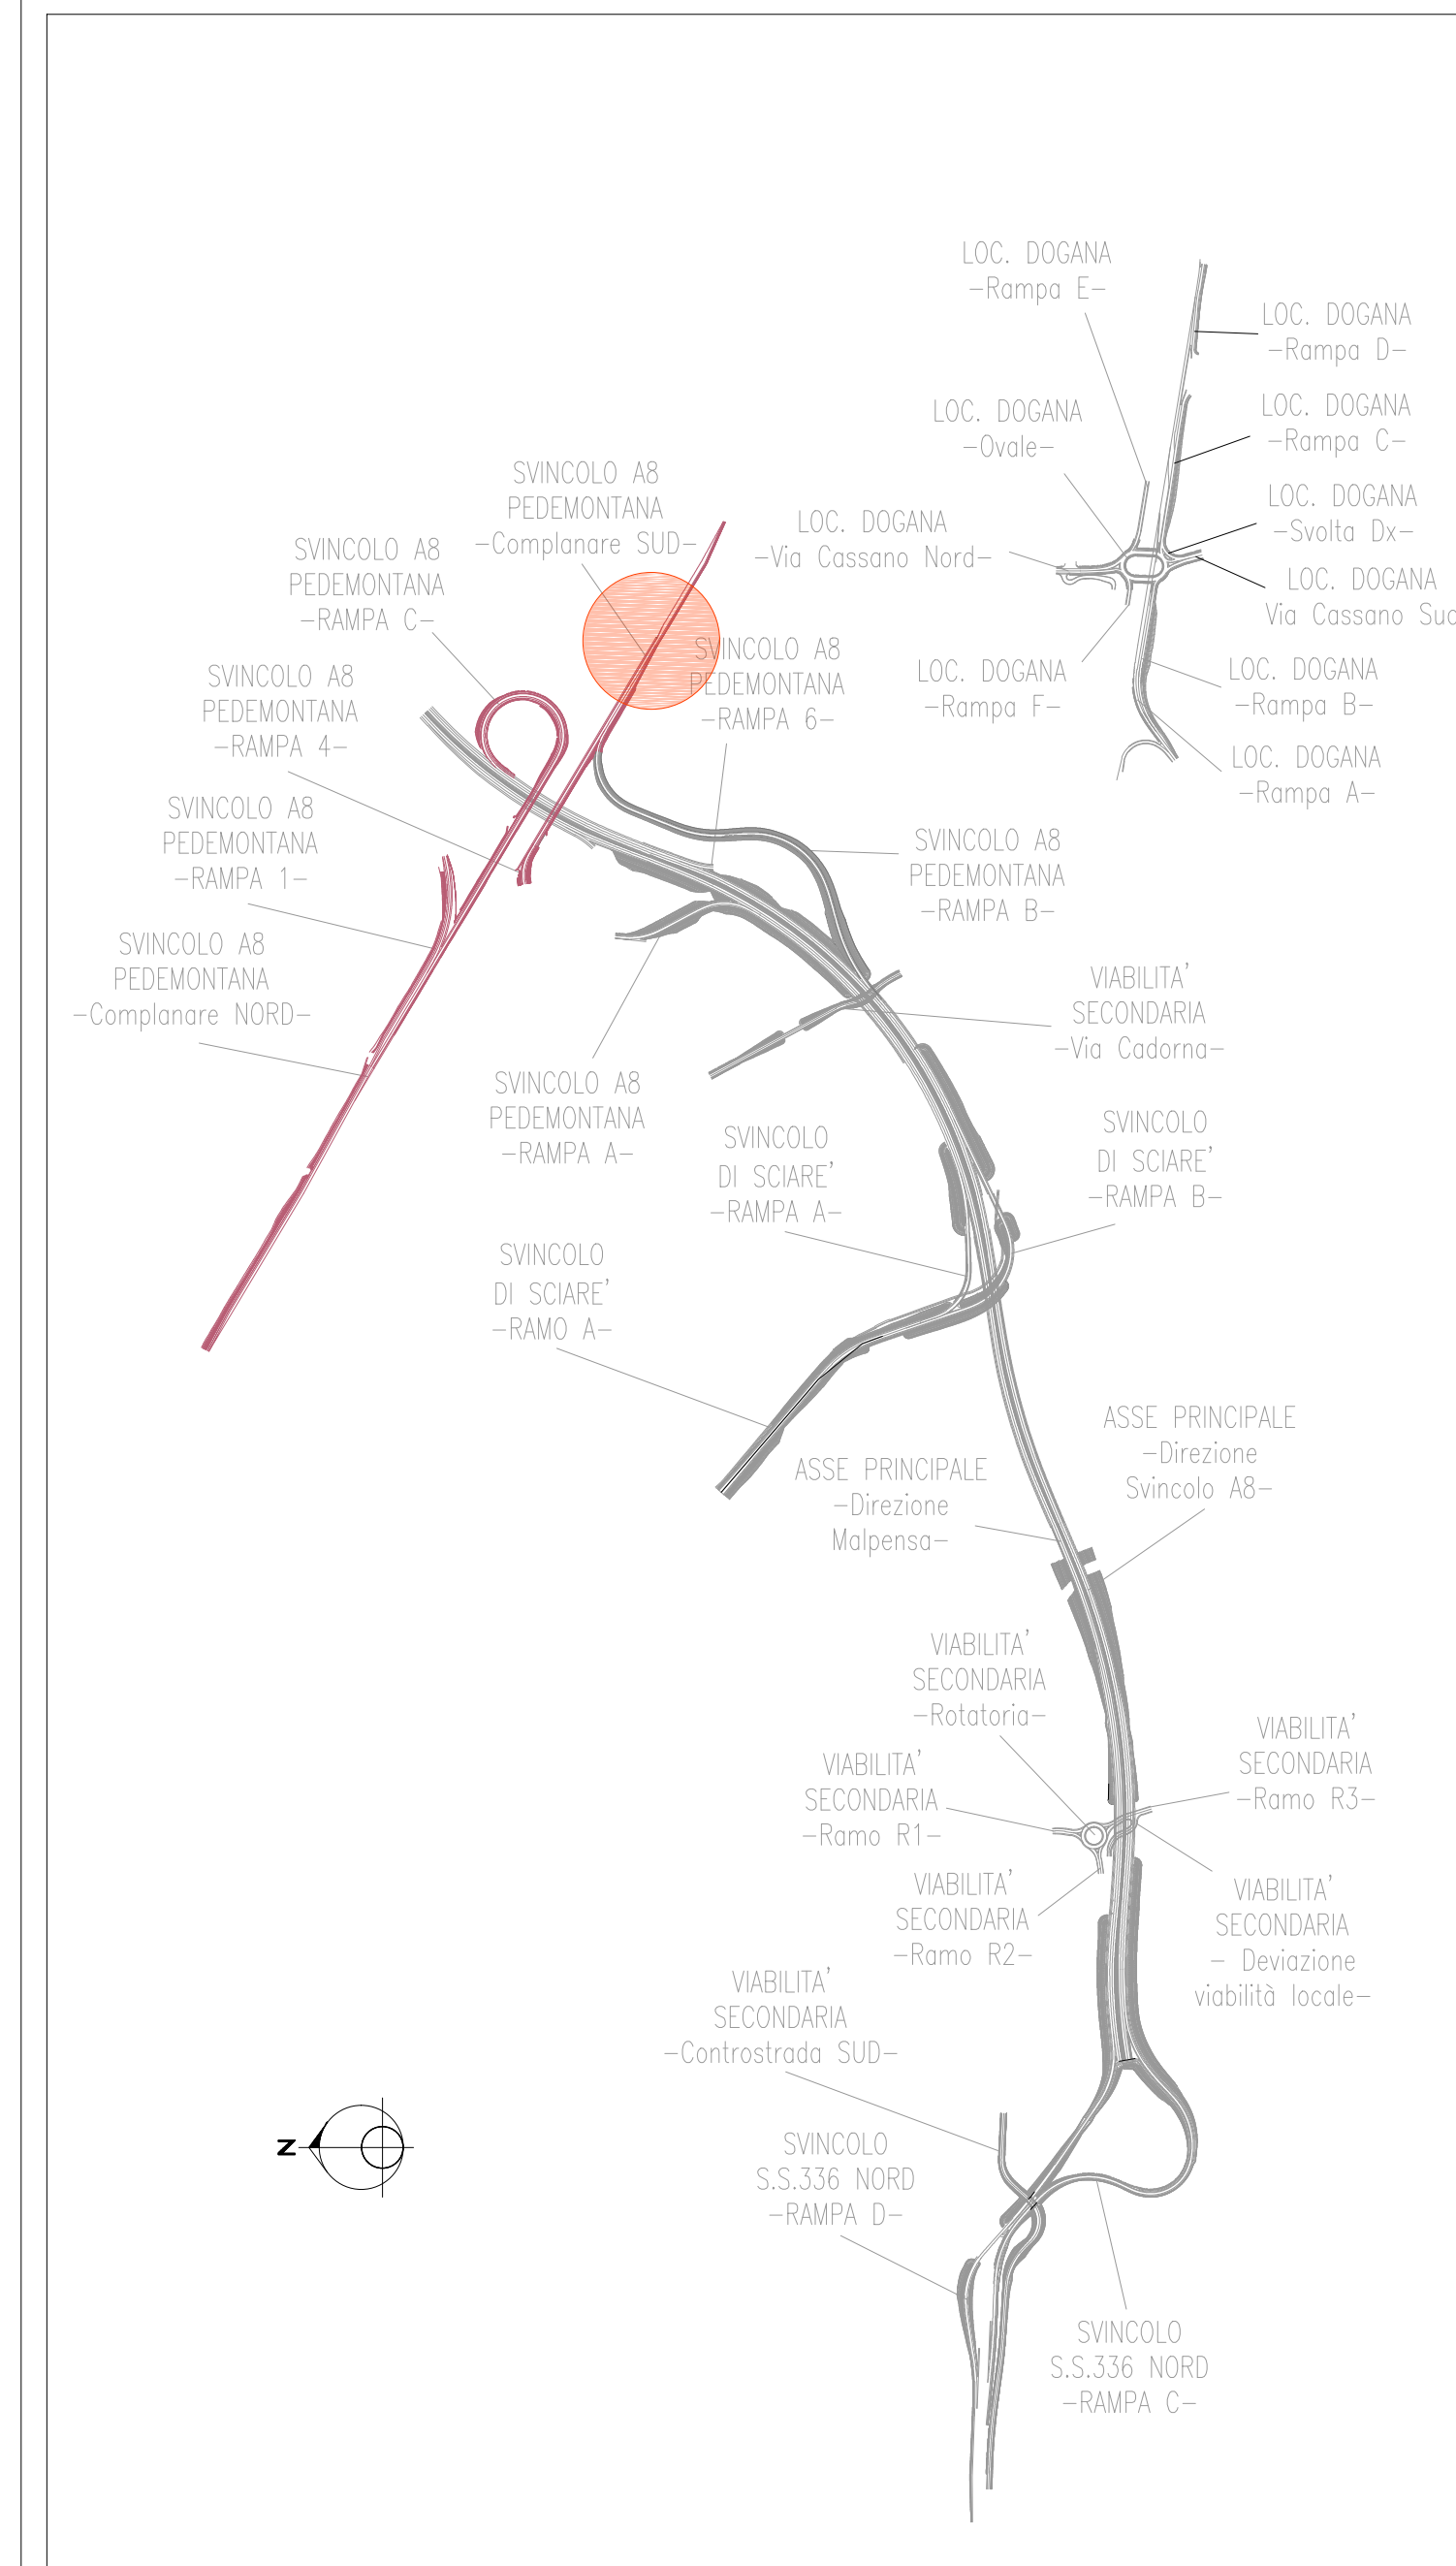 LOC. DOGANA
-Rampa E-
LOC. DOGANA
-Rampa D-
LOC. DOGANA
-Ovale-
LOC. DOGANA
-Rampa C-
SVINCOLO A8
PEDEMONTANA
-Complanare SUD-
LOC. DOGANA
-Via Cassano Nord-
LOC. DOGANA
-Svolta Dx-
SVINCOLO A8
PEDEMONTANA
-RAMPA C-
LOC. DOGANA
Via Cassano Sud
SVINCOLO A8
PEDEMONTANA
-RAMPA 6-
SVINCOLO A8
PEDEMONTANA
-RAMPA 4-
LOC. DOGANA
-Rampa F-
LOC. DOGANA
-Rampa B-
LOC. DOGANA
-Rampa A-
SVINCOLO A8
PEDEMONTANA
-RAMPA 1-
SVINCOLO A8
PEDEMONTANA
-RAMPA B-
SVINCOLO A8
PEDEMONTANA
-Complanare NORD-
VIABILITA'
SECONDARIA
-Via Cadorna-
SVINCOLO A8
PEDEMONTANA
-RAMPA A-
SVINCOLO
DI SCIARE'
-RAMPA A-
SVINCOLO
DI SCIARE'
-RAMPA B-
SVINCOLO
DI SCIARE'
-RAMO A-
ASSE PRINCIPALE
-Direzione
Svincolo A8-
ASSE PRINCIPALE
-Direzione
Malpensa-
VIABILITA'
SECONDARIA
-Rotatoria-
VIABILITA'
SECONDARIA
-Ramo R3-
VIABILITA'
SECONDARIA
-Ramo R1-
VIABILITA'
SECONDARIA
-Ramo R2-
VIABILITA'
SECONDARIA
- Deviazione
viabilità locale-
VIABILITA'
SECONDARIA
-Controstrada SUD-
N
SVINCOLO
S.S.336 NORD
-RAMPA D-
SVINCOLO
S.S.336 NORD
-RAMPA C-